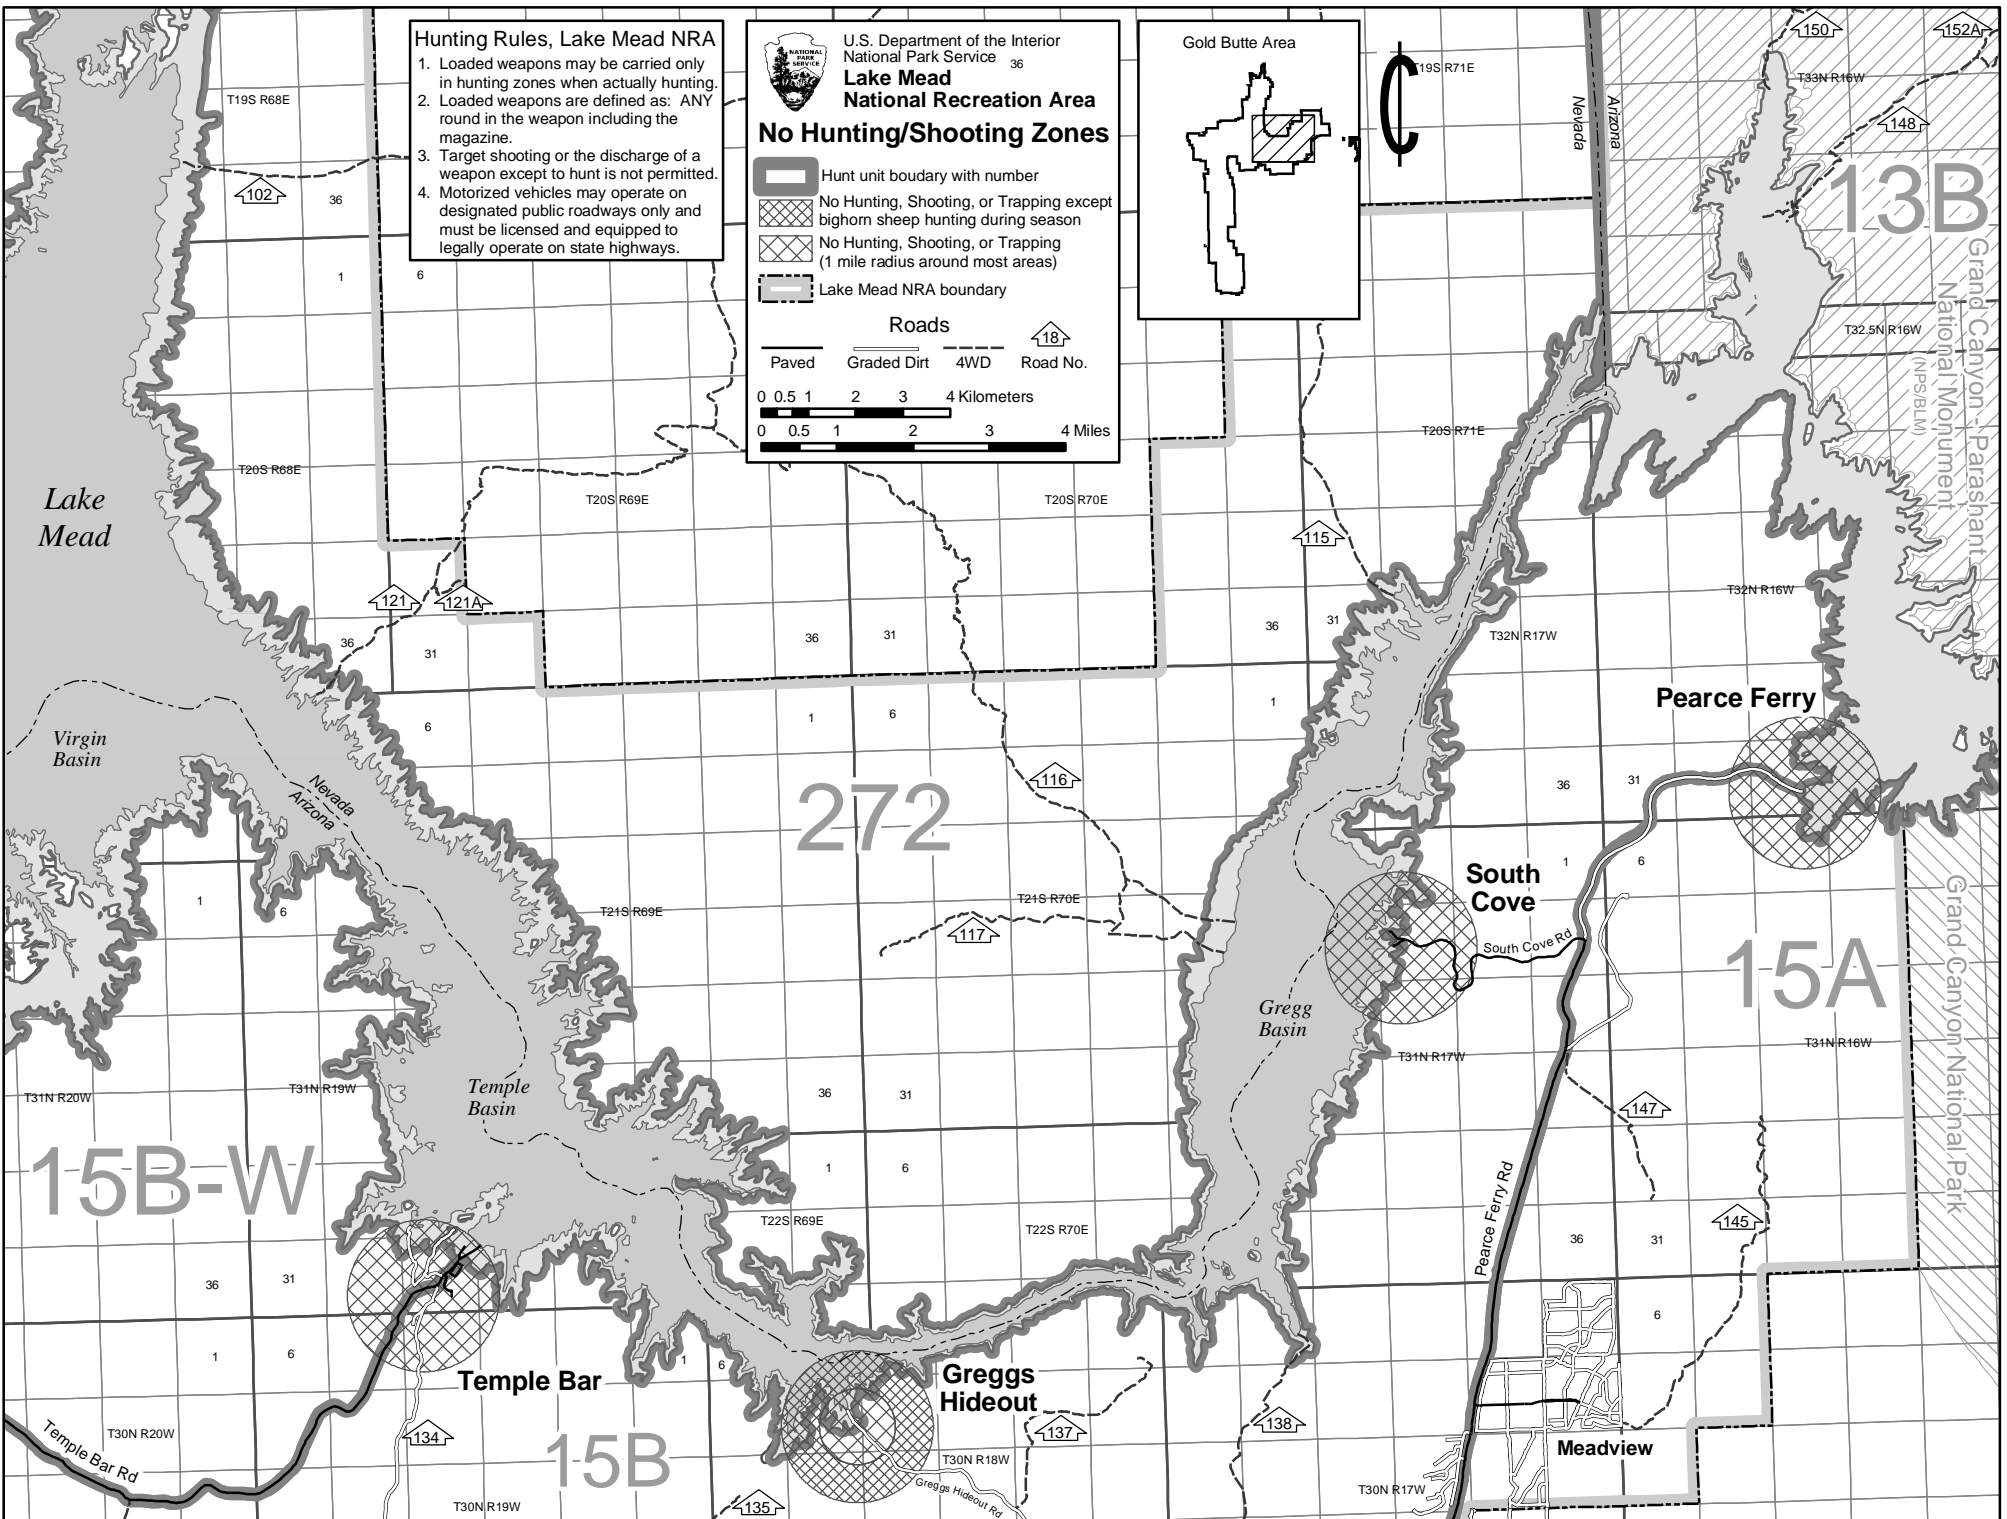 Hunting Rules, Lake Mead NRA
1. Loaded weapons may be carried only
in hunting zones when actually hunting.
2. Loaded weapons are defined as: ANY
round in the weapon including the
magazine.
3. Target shooting or the discharge of a
weapon except to hunt is not permitted.
4. Motorized vehicles may operate on
designated public roadways only and
must be licensed and equipped to
legally operate on state highways.
NATIONAL
PARK
SERVICE
U.S. Department of the Interior
National Park Service
36
Lake Mead
National Recreation Area
No Hunting/Shooting Zones
Hunt unit boudary with number
No Hunting, Shooting, or Trapping except
bighorn sheep hunting during season
No Hunting, Shooting, or Trapping
(1 mile radius around most areas)
Lake Mead NRA boundary
Roads
18
Paved
Graded Dirt
4WD
Road No.
0 0.5 1 2 3 4 Kilometers
0 0.5 1 2 3 4 Miles
Gold Butte Area
T19S R71E
Nevada
Arizona
150
152A
T33N R16W
148
13B
Grand Canyon - Parashant
National Monument
(NPS/BLM)
T32.5N R16W
T19S R68E
102
36
1
6
T20S R68E
Lake
Mead
T20S R69E
T20S R70E
T20S R71E
115
121
121A
36
31
36
31
36
31
T32N R16W
T32N R17W
6
1
6
1
Pearce Ferry
Virgin
Basin
Nevada
Arizona
116
272
36
31
1
6
South
Cove
1
6
T21S R69E
T21S R70E
117
South Cove Rd
15A
Grand Canyon National Park
Gregg
Basin
T31N R17W
T31N R16W
T31N R20W
T31N R19W
Temple
Basin
36
31
147
15B-W
1
6
Pearce Ferry Rd
T22S R69E
T22S R70E
145
36
31
36
31
6
1
6
1
6
Temple Bar
Greggs
Hideout
T30N R20W
Temple Bar Rd
134
15B
137
138
Meadview
T30N R18W
Greggs Hideout Rd
T30N R17W
T30N R19W
135